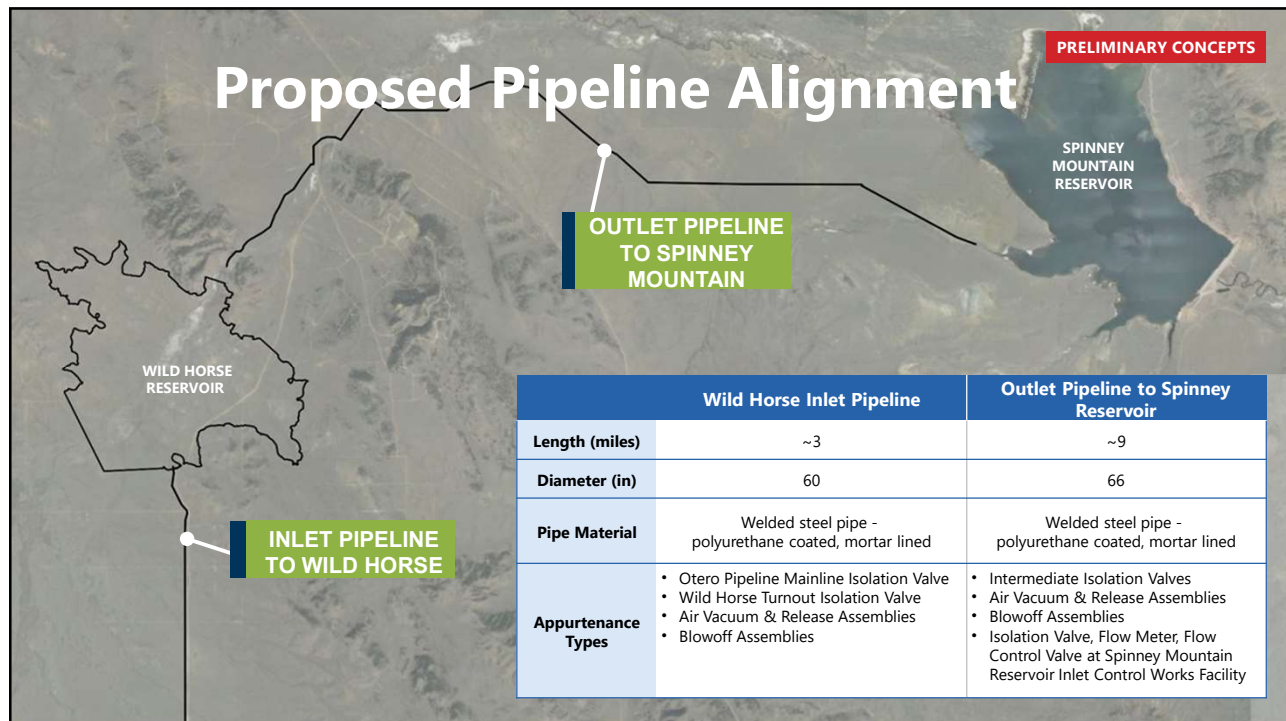 PRELIMINARY CONCEPTS
Proposed Pipeline Alignment
SPINNEY
MOUNTAIN
RESERVOIR
OUTLET PIPELINE
TO SPINNEY
MOUNTAIN
WILD HORSE
RESERVOIR
INLET PIPELINE
TO WILD HORSE
Wild Horse Inlet Pipeline
Outlet Pipeline to Spinney
Reservoir
Length (miles)
~3
~9
Diameter (in)
60
66
Pipe Material
Welded steel pipe -
polyurethane coated, mortar lined
Welded steel pipe -
polyurethane coated, mortar lined
Appurtenance
Types
• Otero Pipeline Mainline Isolation Valve
• Wild Horse Turnout Isolation Valve
• Air Vacuum & Release Assemblies
• Blowoff Assemblies
• Intermediate Isolation Valves
• Air Vacuum & Release Assemblies
• Blowoff Assemblies
• Isolation Valve, Flow Meter, Flow
Control Valve at Spinney Mountain
Reservoir Inlet Control Works Facility